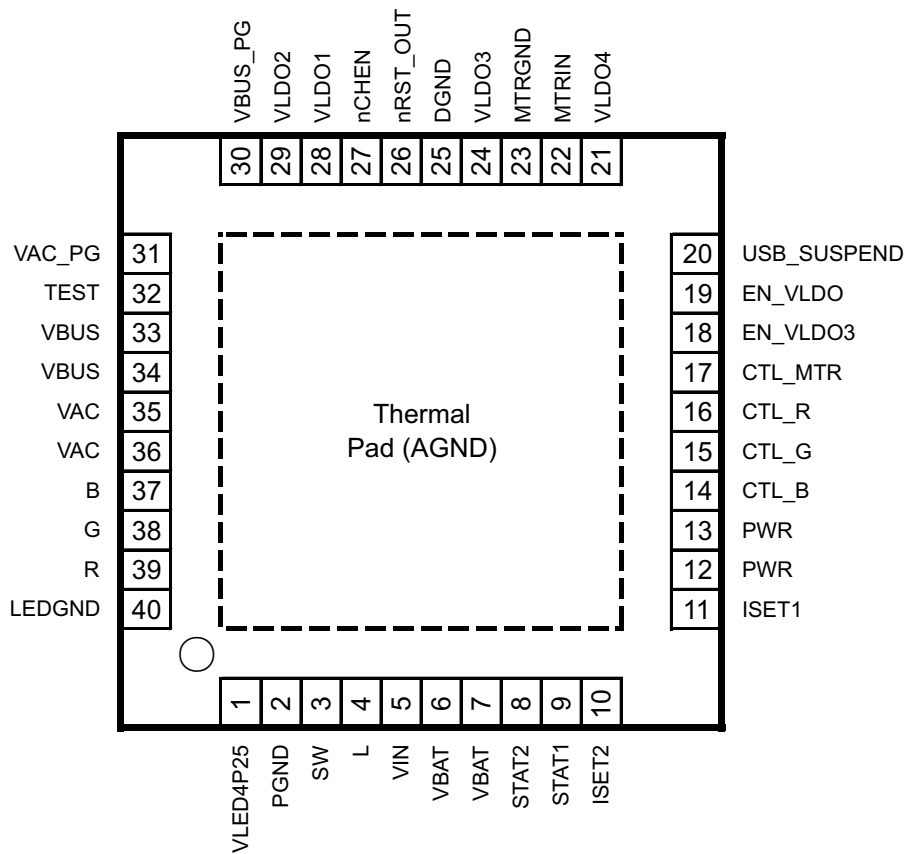 VBUS_PG
VLDO2
VLDO1
nCHEN
nRST_OUT
DGND
VLDO3
MTRGND
MTRIN
VLDO4
30
29
28
27
26
25
24
23
22
21
VAC_PG 31
TEST 32
VBUS 33
VBUS 34
VAC 35
VAC 36
B 37
G 38
R 39
LEDGND 40
Thermal
Pad (AGND)
20 USB_SUSPEND
19 EN_VLDO
18 EN_VLDO3
17 CTL_MTR
16 CTL_R
15 CTL_G
14 CTL_B
13 PWR
12 PWR
11 ISET1
1
2
3
4
5
6
7
8
9
10
VLED4P25
PGND
SW
L
VIN
VBAT
VBAT
STAT2
STAT1
ISET2